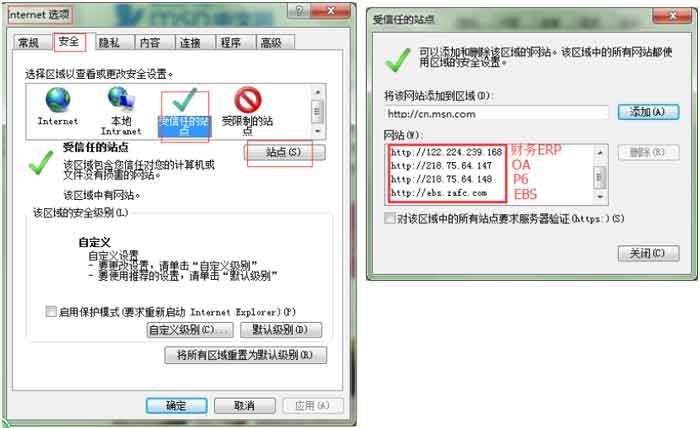 Internet 选项
msn
常规 安全 隐私 内容 连接 程序 高级
选择区域以查看或更改安全设置。
Internet
本地
Intranet
受信任的站
点
受限制的站
点
受信任的站点
站点(S)
该区域包含您信任对您的计算机或
文件没有损害的网站。
该区域中有网站。
该区域的安全级别(L)
自定义
自定义设置
- 要更改设置，请单击“自定义级别”
- 要使用推荐的设置，请单击“默认级别”
启用保护模式(要求重新启动 Internet Explorer)(P)
自定义级别(C)... 默认级别(D)
将所有区域重置为默认级别(R)
确定 取消 应用(A)
受信任的站点
可以添加和删除该区域的网站。该区域中的所有网站都使
用区域的安全设置。
将该网站添加到区域(D):
http://cn.msn.com 添加(A)
网站(W):
http://122.224.239.168 财务ERP 删除(R)
http://218.75.64.147 OA
http://218.75.64.148 P6
http://ebs.zafc.com EBS
对该区域中的所有站点要求服务器验证(https:)(S)
关闭(C)